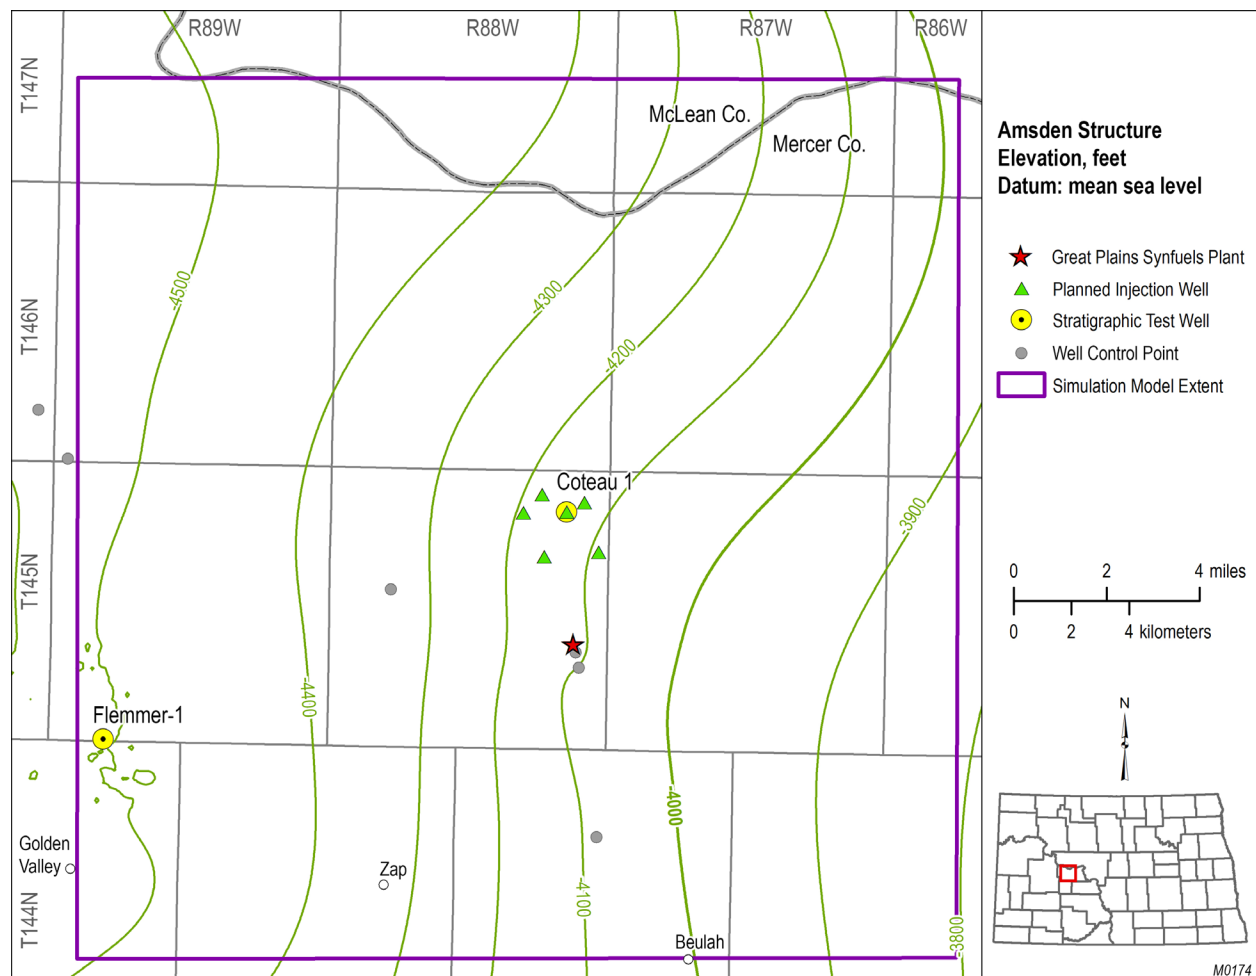 R89W
R88W
R87W
R86W
T147N
McLean Co.
Mercer Co.
Amsden Structure
Elevation, feet
Datum: mean sea level
Great Plains Synfuels Plant
Planned Injection Well
Stratigraphic Test Well
Well Control Point
Simulation Model Extent
-4500
-4300
-4200
T146N
Coteau 1
-3900
T145N
0 2 4 miles
0 2 4 kilometers
-4400
Flemmer-1
N
-4000
Golden
Valley
Zap
-4100
T144N
Beulah
-3800
M0174